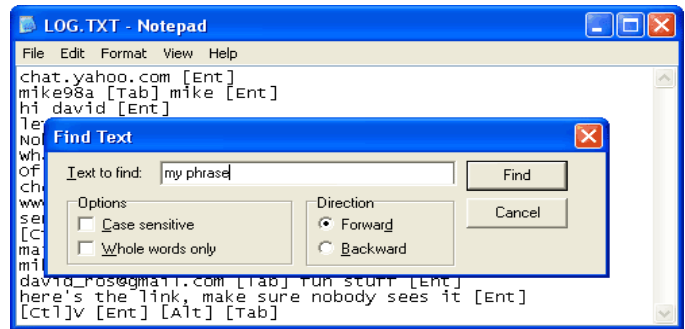 LOG.TXT - Notepad
File Edit Format View Help
chat.yahoo.com [Ent]
mike98a [Tab] mike [Ent]
hi david [Ent]
Find Text
Text to find: my phrase
Find
Options
Direction
Case sensitive
Forward
Cancel
Whole words only
Backward
david_ros@gmail.com [Tab] fun stuff [Ent]
here's the link, make sure nobody sees it [Ent]
[Ctl]V [Ent] [Alt] [Tab]